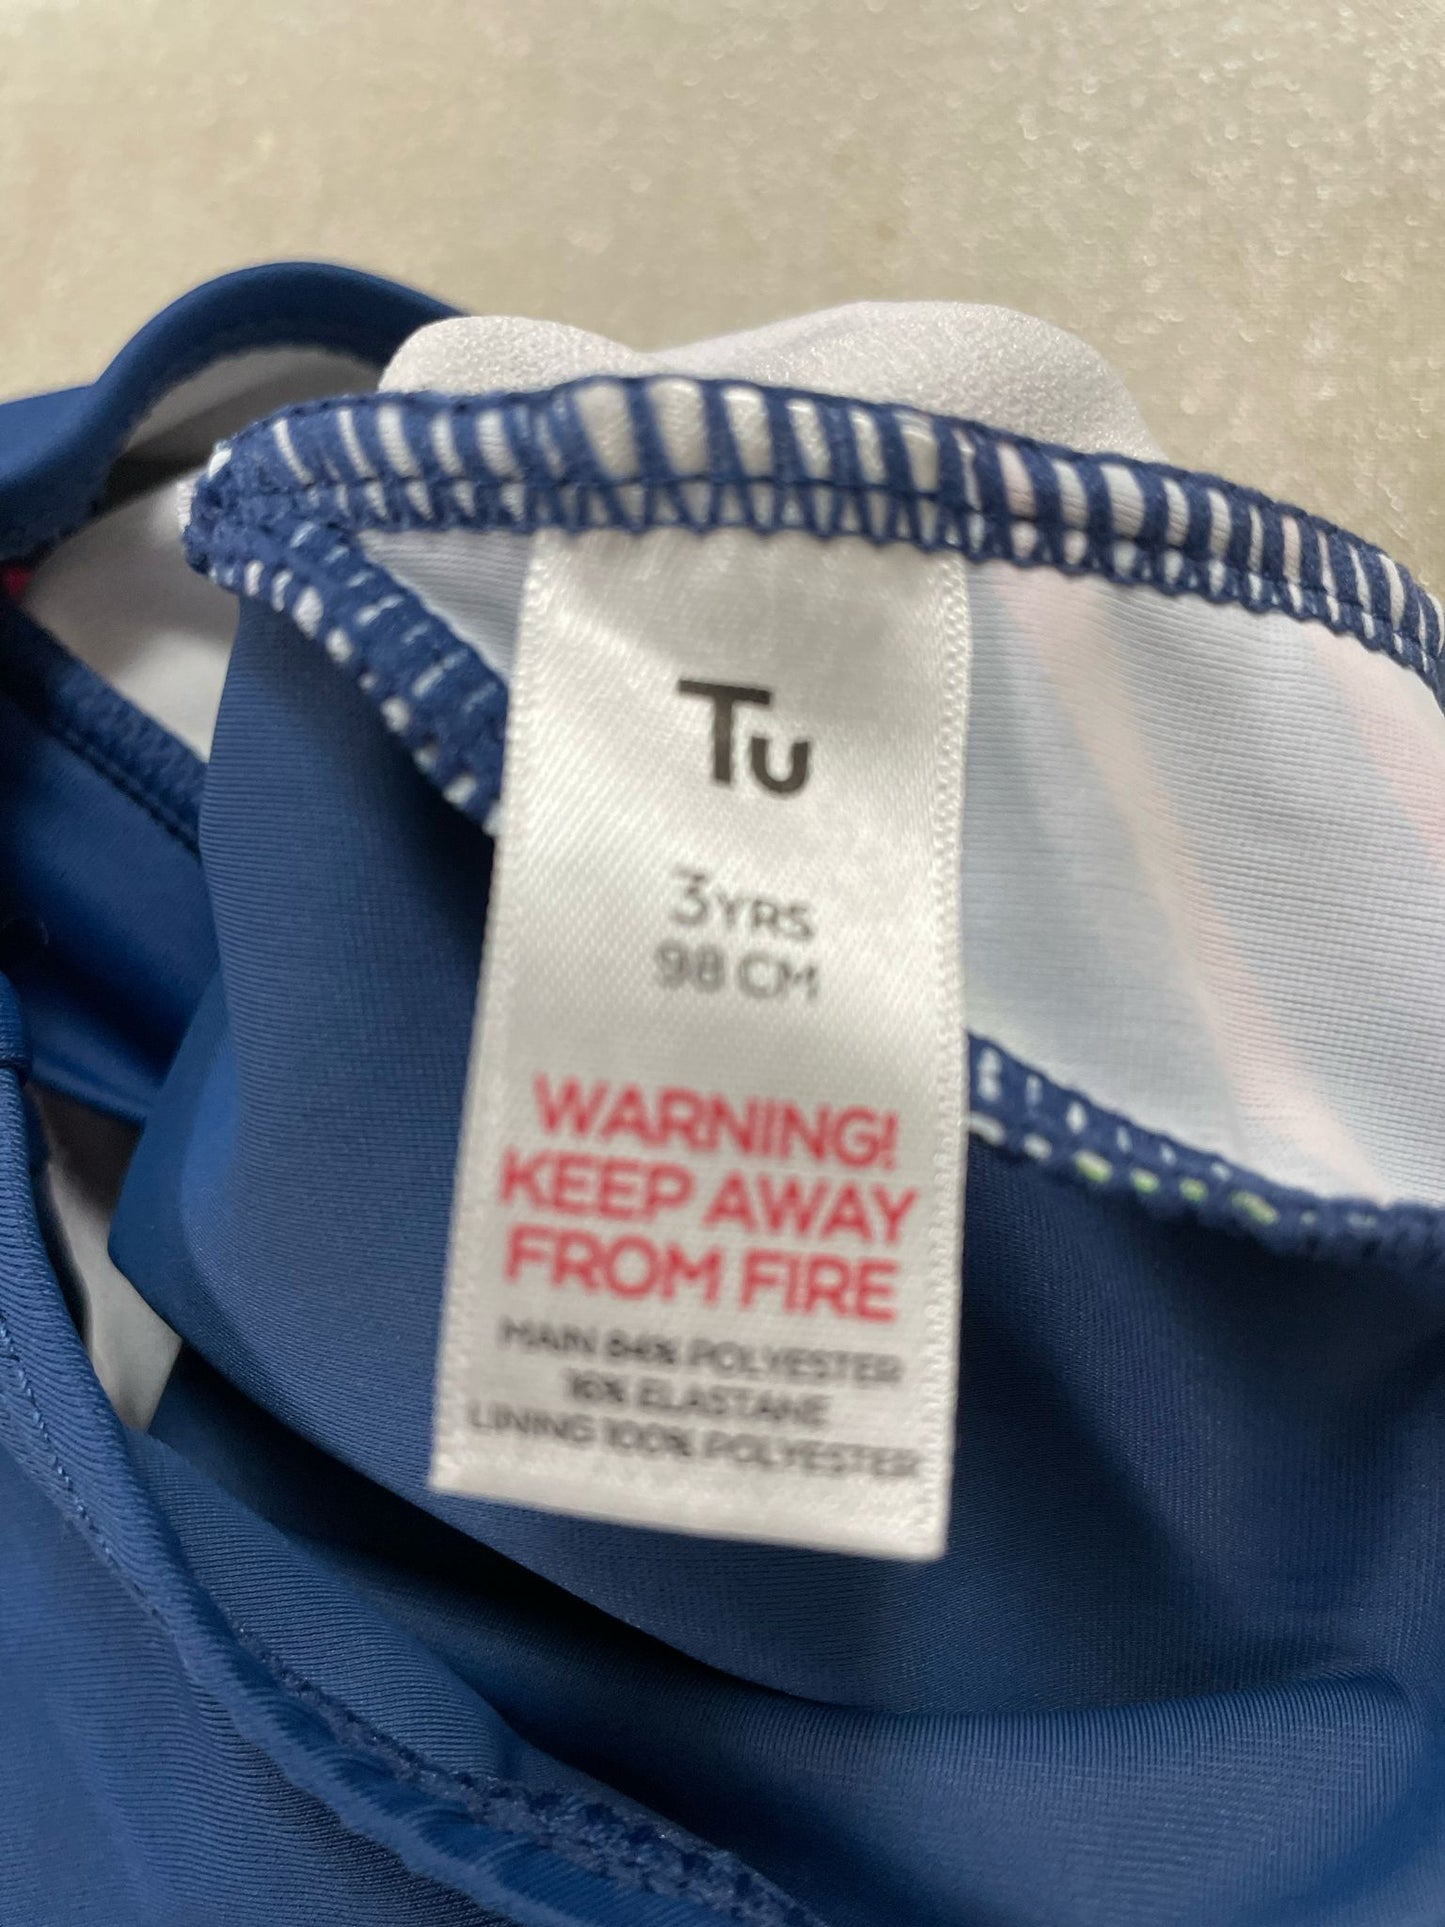 Tu
3YRS
98 CM
WARNING!
KEEP AWAY
FROM FIRE
MAIN 84% POLYESTER
16% ELASTANE
LINING 100% POLYESTER